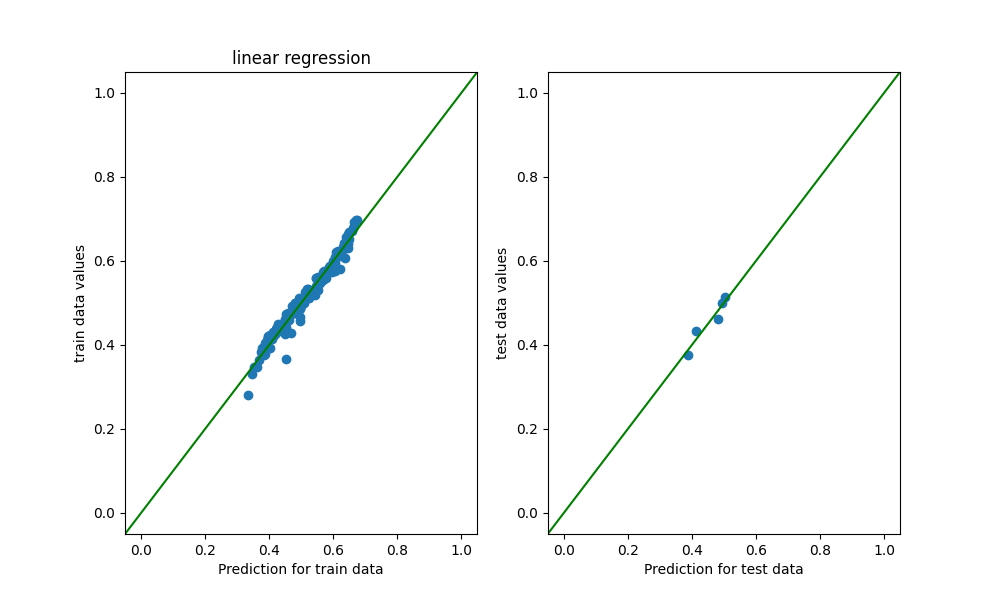 linear regression
train data values
1.0
0.8
0.6
0.4
0.2
0.0
0.0 0.2 0.4 0.6 0.8 1.0
Prediction for train data
test data values
1.0
0.8
0.6
0.4
0.2
0.0
0.0 0.2 0.4 0.6 0.8 1.0
Prediction for test data